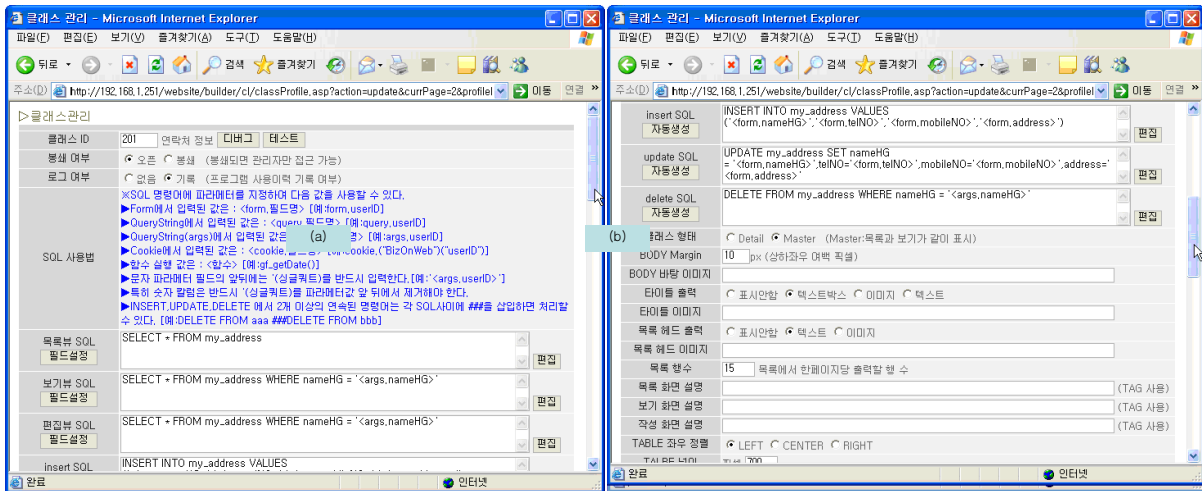 클래스 관리 - Microsoft Internet Explorer
파일(F) 편집(E) 보기(V) 즐겨찾기(A) 도구(T) 도움말(H)
뒤로 검색 즐겨찾기
주소(D) http://192.168.1.251/website/builder/cl/classProfile.asp?action=update&currPage=2&profileI 이동 연결 »
▷클래스관리
클래스 ID 201 연락처 정보 디버그 테스트
봉쇄 여부 오픈 봉쇄 (봉쇄되면 관리자만 접근 가능)
로그 여부 없음 기록 (프로그램 사용이력 기록 여부)
SQL 사용법
※SQL 명령어에 파라메터를 지정하여 다음 값을 사용할 수 있다.
▶Form에서 입력된 값은 : <form,필드명> [예:form,userID]
▶QueryString에서 입력된 값은 : <query,필드명> [예:query,userID]
▶QueryString(args)에서 입력된 값은 명> [예:args,userID]
(a)
▶Cookie에서 입력된 값은 : <cookie, [예:cookie,("BizOnWeb")("userID")]
▶함수 실행 값은 : <함수> [예:gf_getDate()]
▶문자 파라메터 필드의 앞뒤에는 '(싱글쿼트)를 반드시 입력한다.[예:'<args,userID>']
▶특히 숫자 칼럼은 반드시 '(싱글쿼트)를 파라메터값 앞 뒤에서 제거해야 한다.
▶INSERT,UPDATE,DELETE 에서 2개 이상의 연속된 명령어는 각 SQL사이에 ###을 삽입하면 처리할
수 있다. [예:DELETE FROM aaa ###DELETE FROM bbb]
목록뷰 SQL 필드설정 SELECT * FROM my_address 편집
보기뷰 SQL 필드설정 SELECT * FROM my_address WHERE nameHG = '<args,nameHG>' 편집
편집뷰 SQL 필드설정 SELECT * FROM my_address WHERE nameHG = '<args,nameHG>' 편집
insert SQL INSERT INTO my_address VALUES
완료 인터넷
클래스 관리 - Microsoft Internet Explorer
파일(F) 편집(E) 보기(V) 즐겨찾기(A) 도구(T) 도움말(H)
뒤로 검색 즐겨찾기
주소(D) http://192.168.1.251/website/builder/cl/classProfile.asp?action=update&currPage=2&profileI 이동 연결 »
insert SQL 자동생성 INSERT INTO my_address VALUES
('<form,nameHG>','<form,telNO>','<form,mobileNO>','<form,address>') 편집
update SQL 자동생성 UPDATE my_address SET nameHG
= '<form,nameHG>',telNO='<form,telNO>',mobileNO='<form,mobileNO>',address='
<form,address>' 편집
delete SQL 자동생성 DELETE FROM my_address WHERE nameHG = '<args,nameHG>' 편집
(b)
클래스 형태 Detail Master (Master:목록과 보기가 같이 표시)
BODY Margin 10 px (상하좌우 여백 픽셀)
BODY 바탕 이미지
타이틀 출력 표시안함 텍스트박스 이미지 텍스트
타이틀 이미지
목록 헤드 출력 표시안함 텍스트 이미지
목록 헤드 이미지
목록 행수 15 목록에서 한페이지당 출력할 행 수
목록 화면 설명 (TAG 사용)
보기 화면 설명 (TAG 사용)
작성 화면 설명 (TAG 사용)
TABLE 좌우 정렬 LEFT CENTER RIGHT
700
완료 인터넷